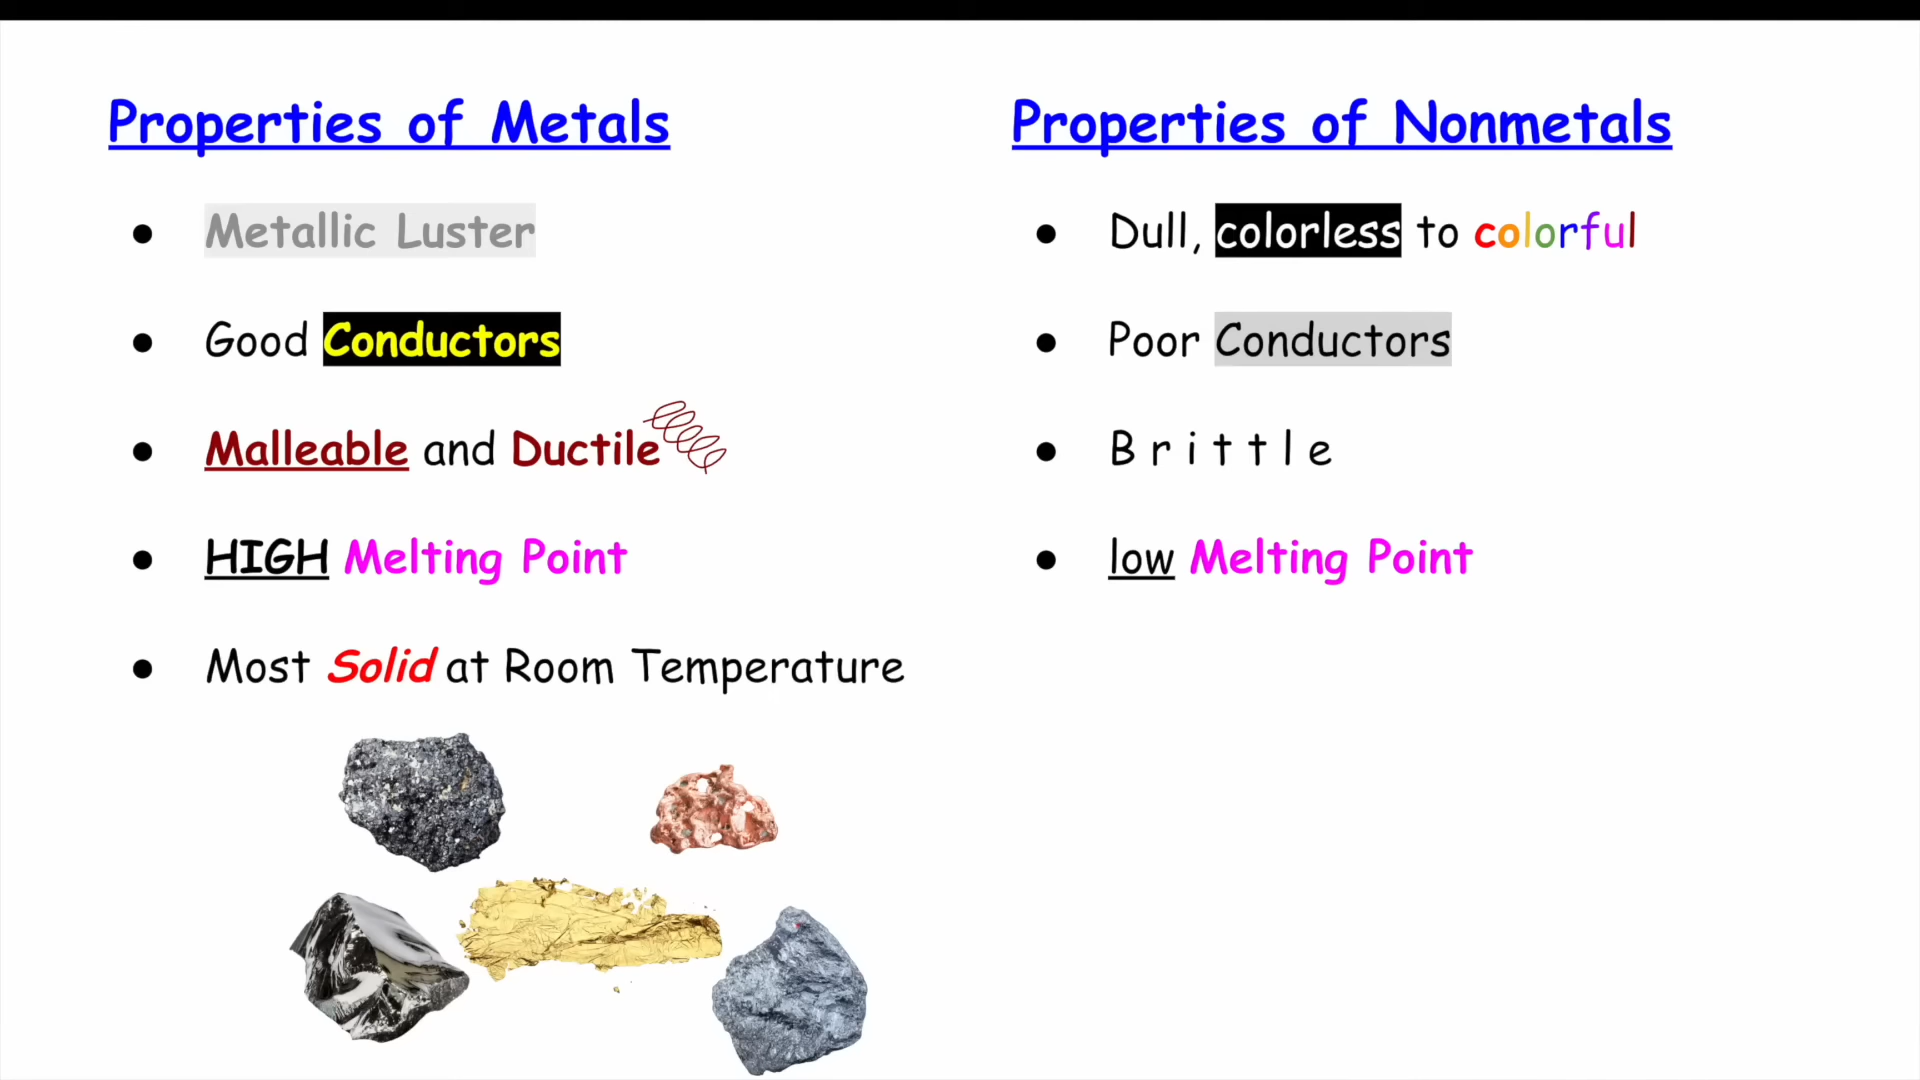 Properties of Metals
● Metallic Luster
● Good Conductors
● Malleable and Ductile
● HIGH Melting Point
● Most Solid at Room Temperature
Properties of Nonmetals
● Dull, colorless to colorful
● Poor Conductors
● B r i t t l e
● low Melting Point